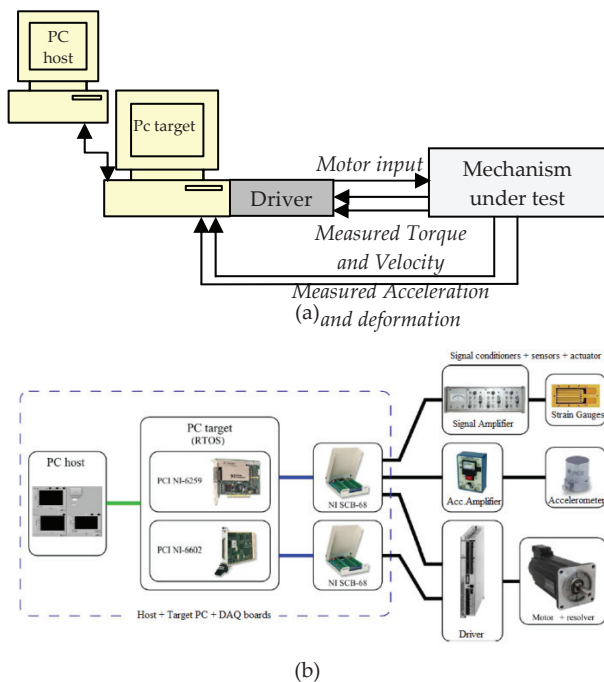 PC
host
Pc target
Driver
Motor input
Mechanism
under test
Measured Torque
and Velocity
Measured Acceleration
and deformation
(a)
Signal conditioners + sensors + actuator
Signal Amplifier
Strain Gauges
PC target
(RTOS)
PC host
PCI NI-6259
NI SCB-68
Acc.Amplifier
Accelerometer
PCI NI-6602
NI SCB-68
Driver
Motor + resolver
Host + Target PC + DAQ boards
(b)